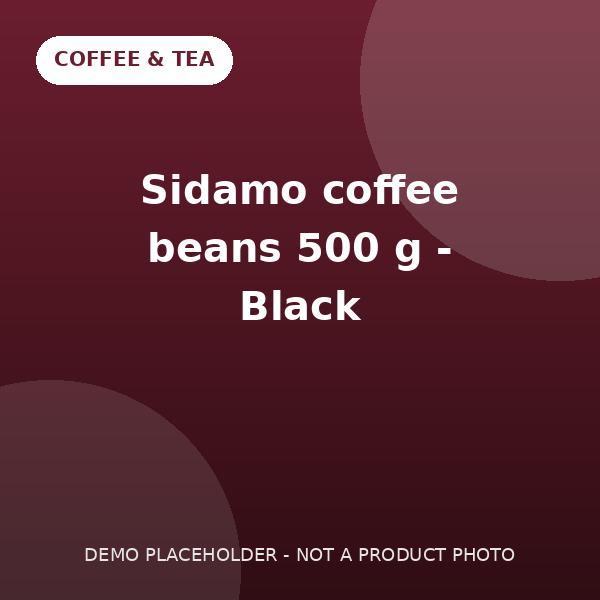 COFFEE & TEA
Sidamo coffee
beans 500 g -
Black
DEMO PLACEHOLDER - NOT A PRODUCT PHOTO